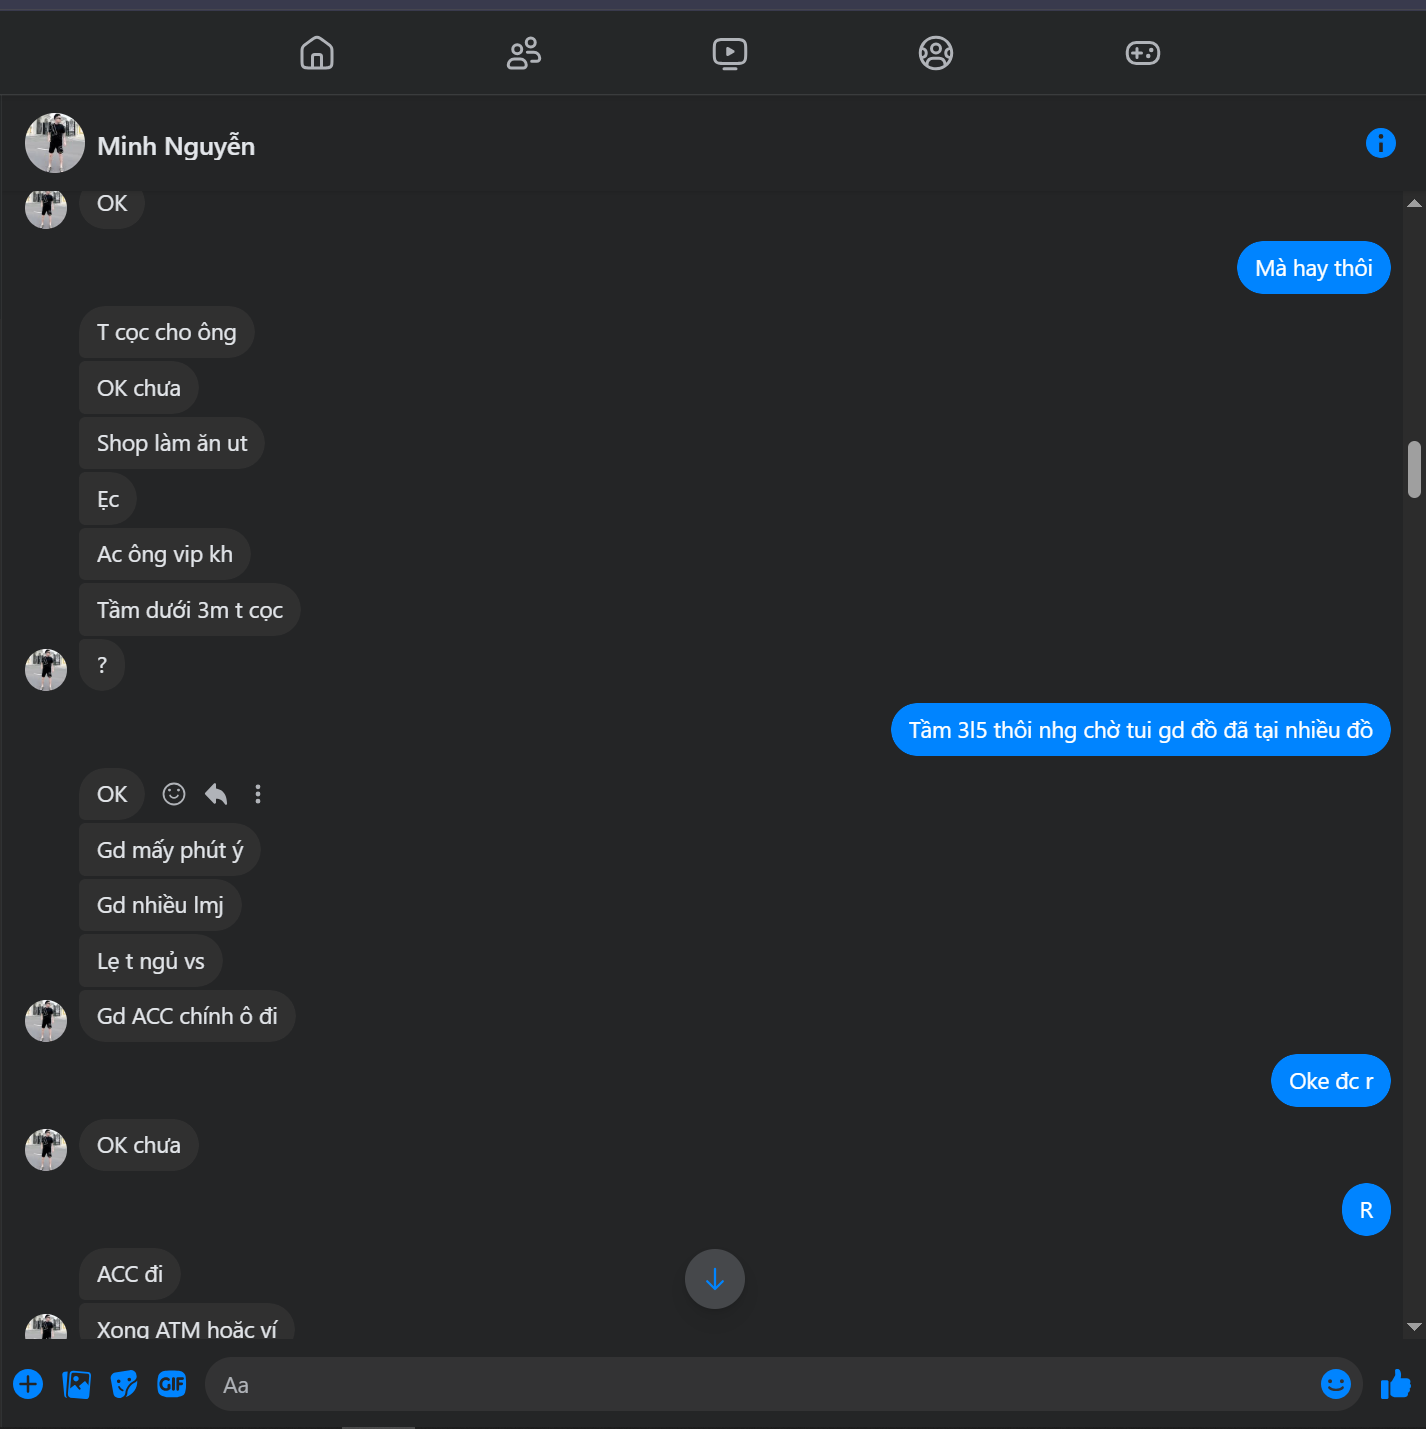 Minh Nguyễn
OK
Mà hay thôi
T cọc cho ông
OK chưa
Shop làm ăn ut
Ẹc
Ac ông vip kh
Tầm dưới 3m t cọc
?
Tầm 3l5 thôi nhg chờ tui gd đồ đã tại nhiều đồ
OK
Gd mấy phút ý
Gd nhiều lmj
Lẹ t ngủ vs
Gd ACC chính ô đi
Oke đc r
OK chưa
R
ACC đi
Xong ATM hoặc ví
GIF
Aa